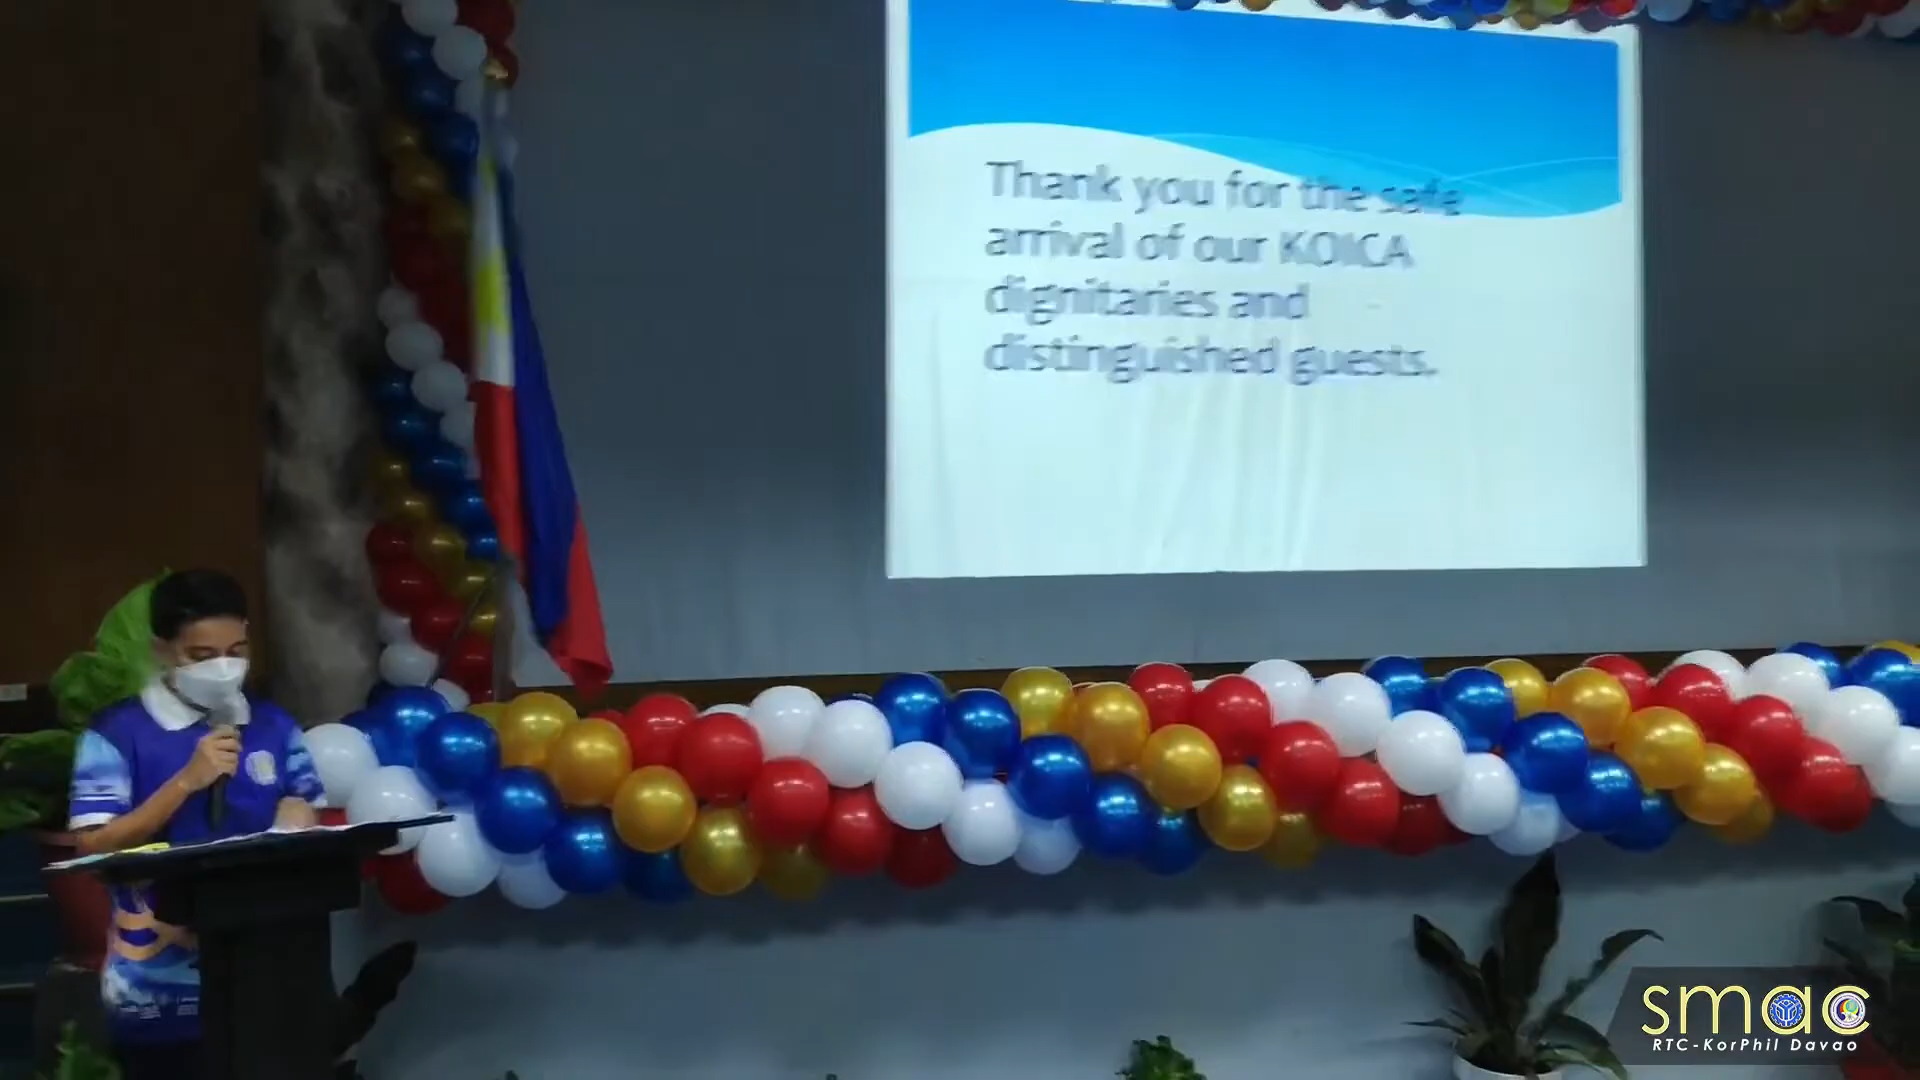 Thank you for the safe
arrival of our KOICA
dignitaries and
distinguished guests.
smac
RTC-KorPhil Davao